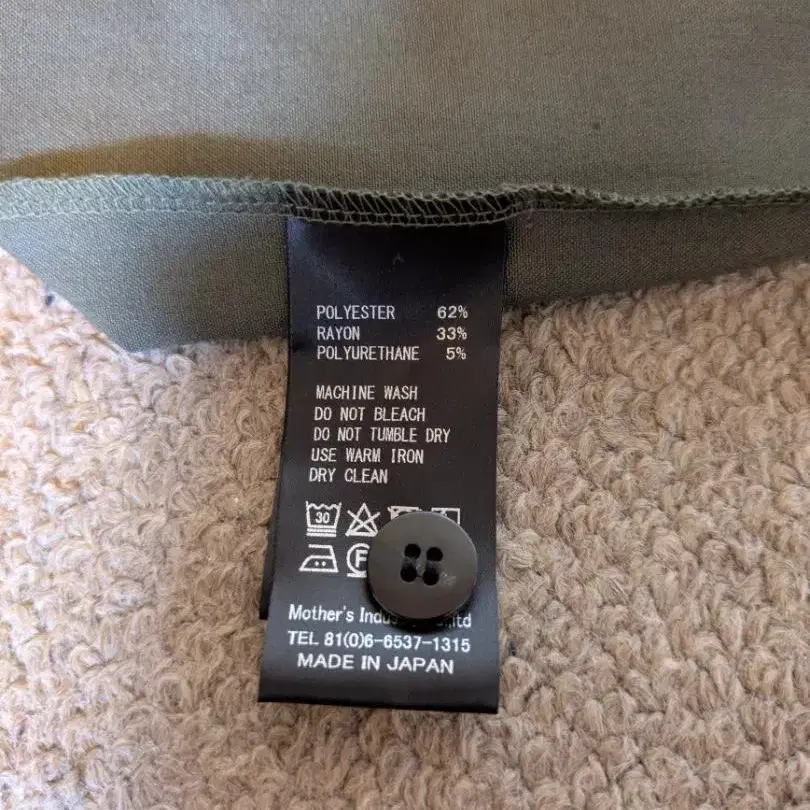 POLYESTER 62%
RAYON 33%
POLYURETHANE 5%
MACHINE WASH
DO NOT BLEACH
DO NOT TUMBLE DRY
USE WARM IRON
DRY CLEAN
30
Mother's
TEL 81(0)6-6537-1315
MADE IN JAPAN